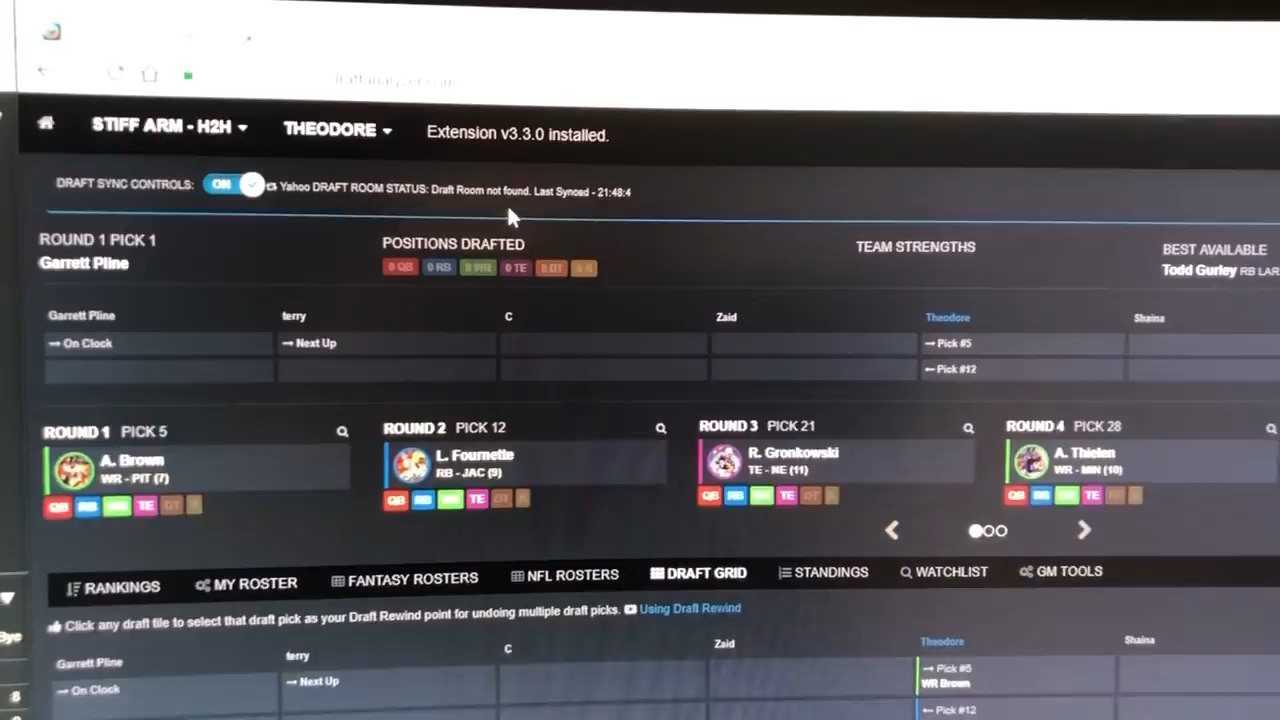 STIFF ARM - H2H
THEODORE
Extension v3.3.0 installed.
DRAFT SYNC CONTROLS: ON Yahoo DRAFT ROOM STATUS: Draft Room not found. Last Synced - 21:48:4
ROUND 1 PICK 1
Garrett Pline
POSITIONS DRAFTED
0 QB 0 RB 0 WR 0 TE 0 DT
TEAM STRENGTHS
BEST AVAILABLE
Todd Gurley RB LAR
Garrett Pline terry C Zaid Theodore Shaina
→ On Clock → Next Up → Pick #5
← Pick #12
ROUND 1 PICK 5
A. Brown
WR - PIT (7)
QB RB WR TE DT
ROUND 2 PICK 12
L. Fournette
RB - JAC (9)
QB RB WR TE DT
ROUND 3 PICK 21
R. Gronkowski
TE - NE (11)
QB RB WR TE DT
ROUND 4 PICK 28
A. Thielen
WR - MIN (10)
QB RB WR TE DT
RANKINGS MY ROSTER FANTASY ROSTERS NFL ROSTERS DRAFT GRID STANDINGS WATCHLIST GM TOOLS
Click any draft tile to select that draft pick as your Draft Rewind point for undoing multiple draft picks. Using Draft Rewind
Bye
Garrett Pline terry C Zaid Theodore Shaina
→ On Clock → Next Up → Pick #5
WR Brown
← Pick #12
8